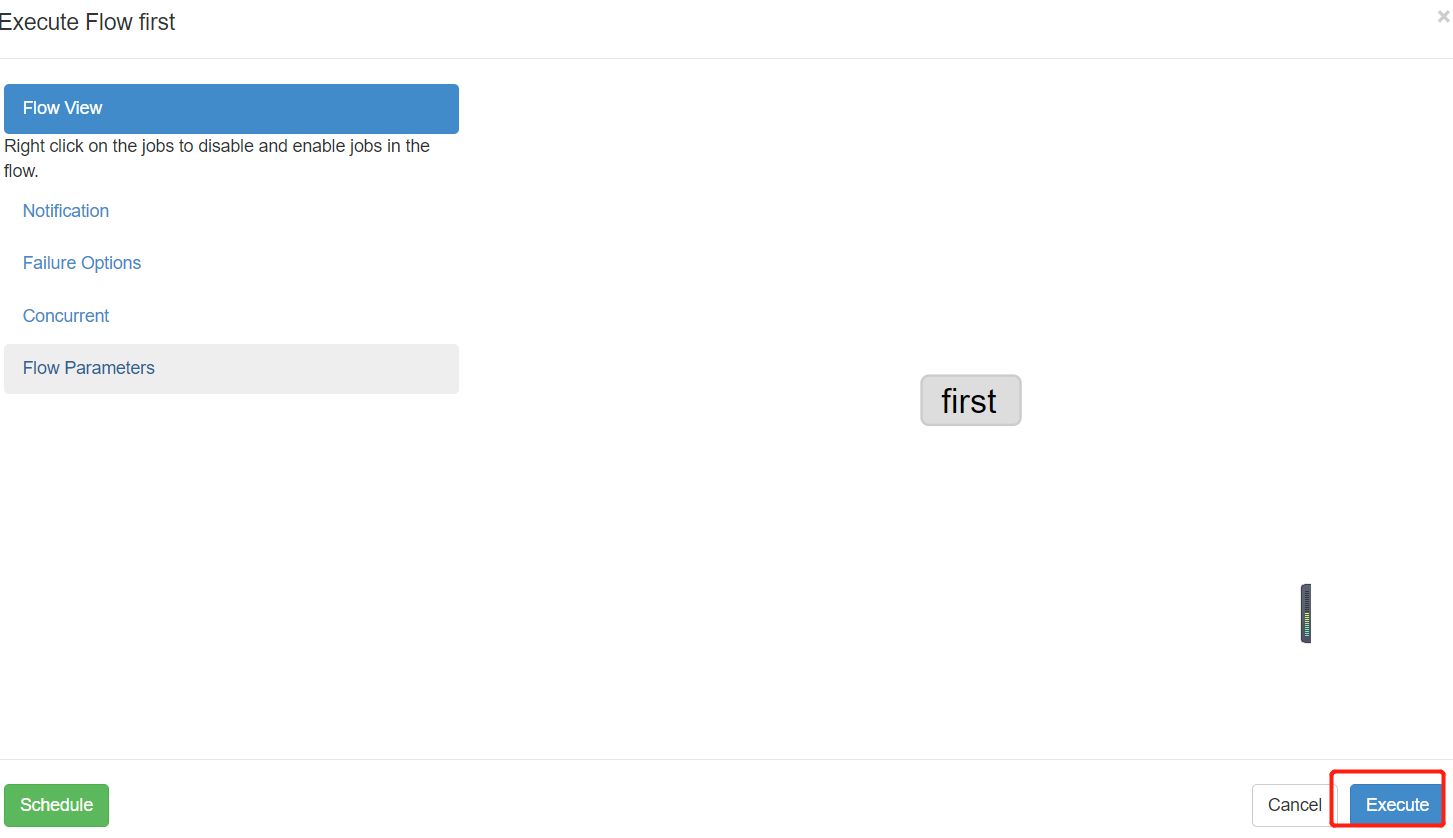 Execute Flow first
×
Flow View
Right click on the jobs to disable and enable jobs in the
flow.
Notification
Failure Options
Concurrent
Flow Parameters
first
Schedule
Cancel
Execute